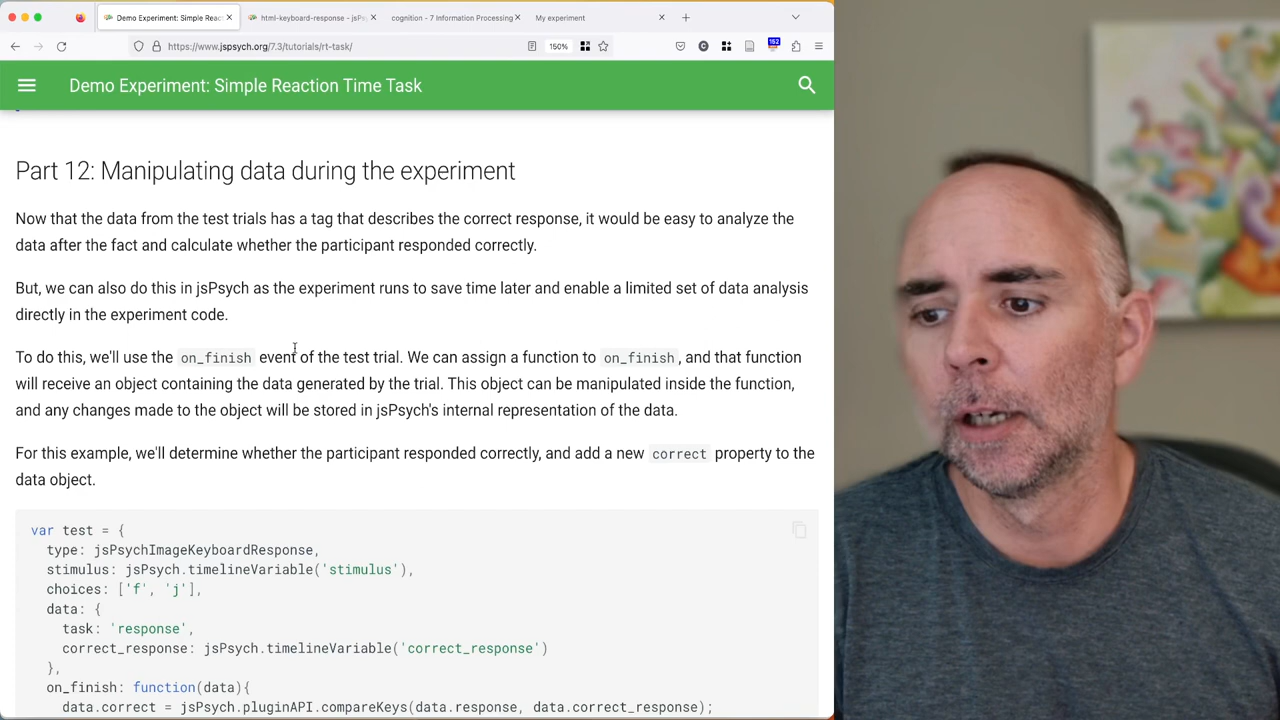 Demo Experiment: Simple Reac
html-keyboard-response - jsPs
cognition - 7 Information Processing
My experiment
https://www.jspsych.org/7.3/tutorials/rt-task/
150%
152
Demo Experiment: Simple Reaction Time Task
Part 12: Manipulating data during the experiment
Now that the data from the test trials has a tag that describes the correct response, it would be easy to analyze the
data after the fact and calculate whether the participant responded correctly.
But, we can also do this in jsPsych as the experiment runs to save time later and enable a limited set of data analysis
directly in the experiment code.
To do this, we'll use the on_finish event of the test trial. We can assign a function to on_finish, and that function
will receive an object containing the data generated by the trial. This object can be manipulated inside the function,
and any changes made to the object will be stored in jsPsych's internal representation of the data.
For this example, we'll determine whether the participant responded correctly, and add a new correct property to the
data object.
var test = {
type: jsPsychImageKeyboardResponse,
stimulus: jsPsych.timelineVariable('stimulus'),
choices: ['f', 'j'],
data: {
task: 'response',
correct_response: jsPsych.timelineVariable('correct_response')
},
on_finish: function(data){
data.correct = jsPsych.pluginAPI.compareKeys(data.response, data.correct_response);